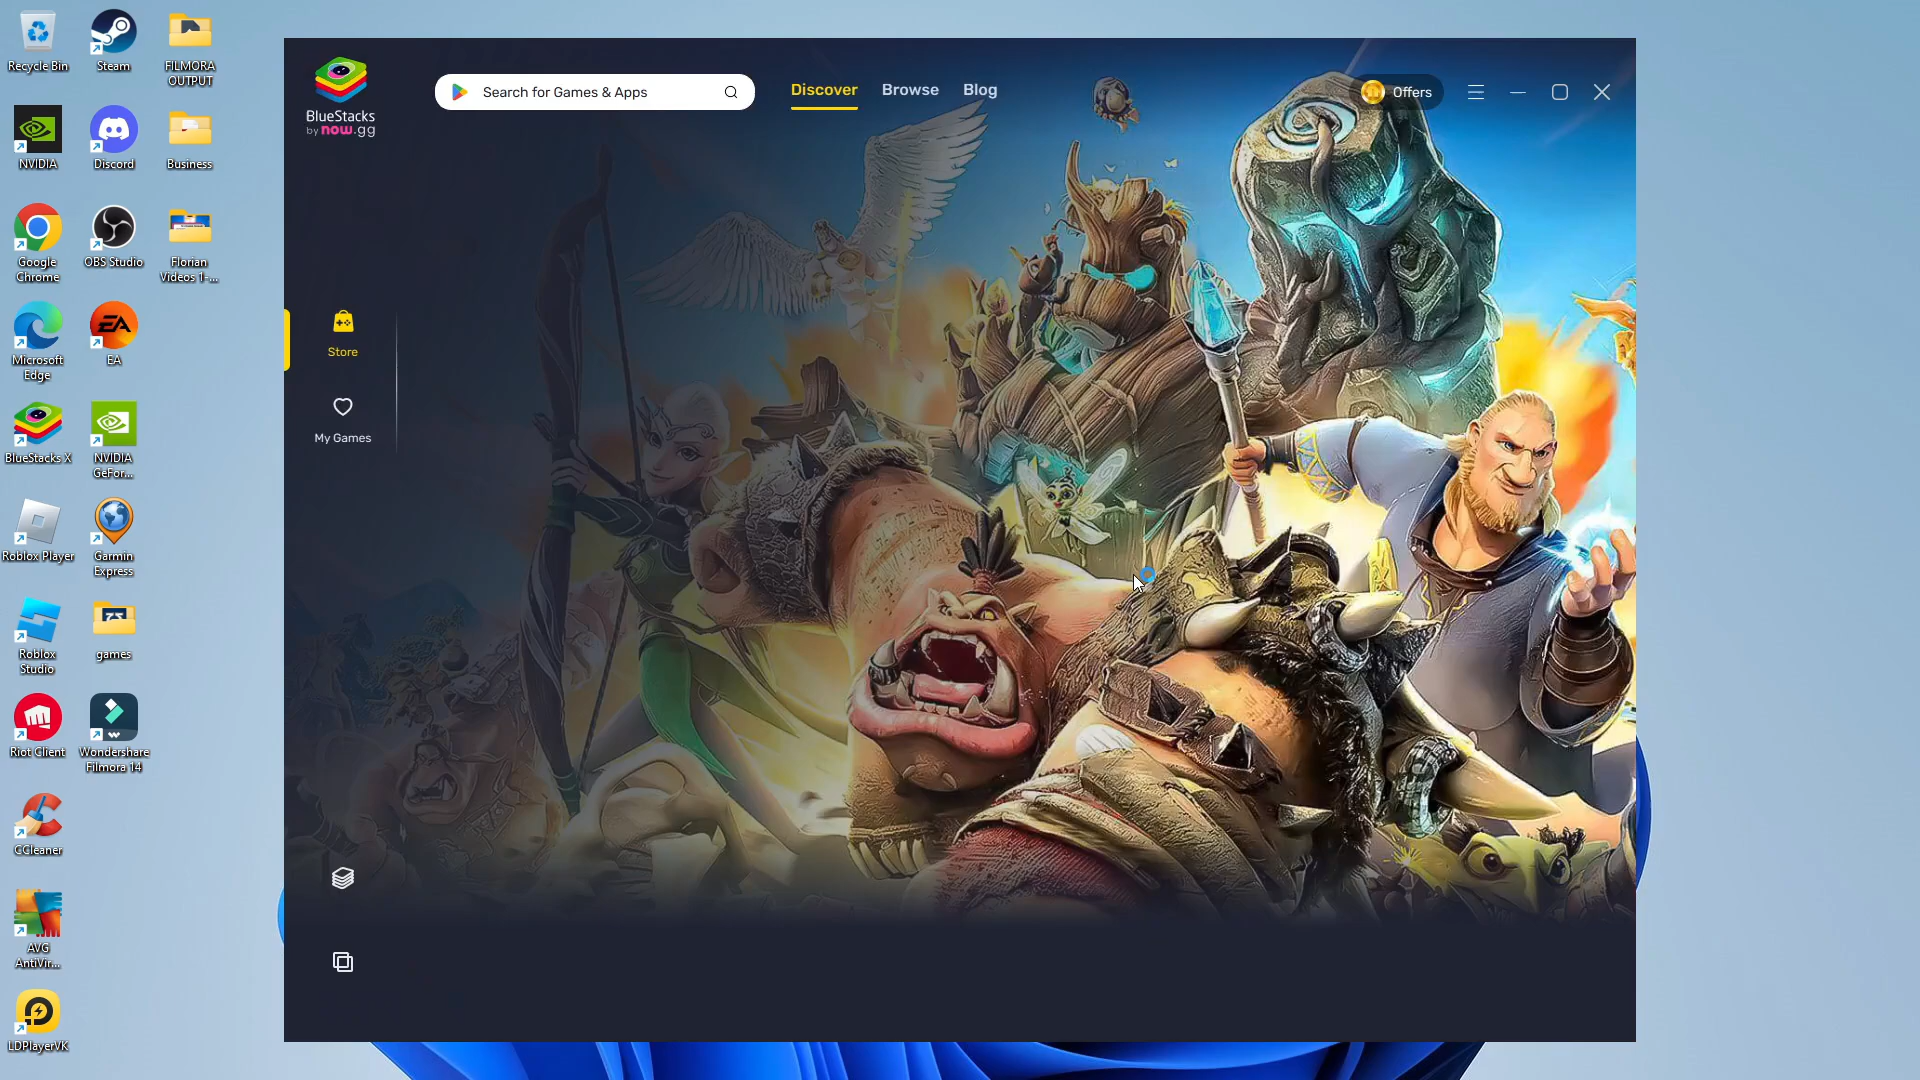 Recycle Bin
Steam
FILMORA
OUTPUT
NVIDIA
Discord
Business
Google
Chrome
OBS Studio
Florian
Videos 1-...
Microsoft
Edge
EA
BlueStacks X
NVIDIA
GeFor...
Roblox Player
Garmin
Express
Roblox
Studio
games
Riot Client
Wondershare
Filmora 14
CCleaner
AVG
AntiVir...
LDPlayerVK
BlueStacks
by now.gg
Search for Games & Apps
Discover
Browse
Blog
Offers
Store
My Games